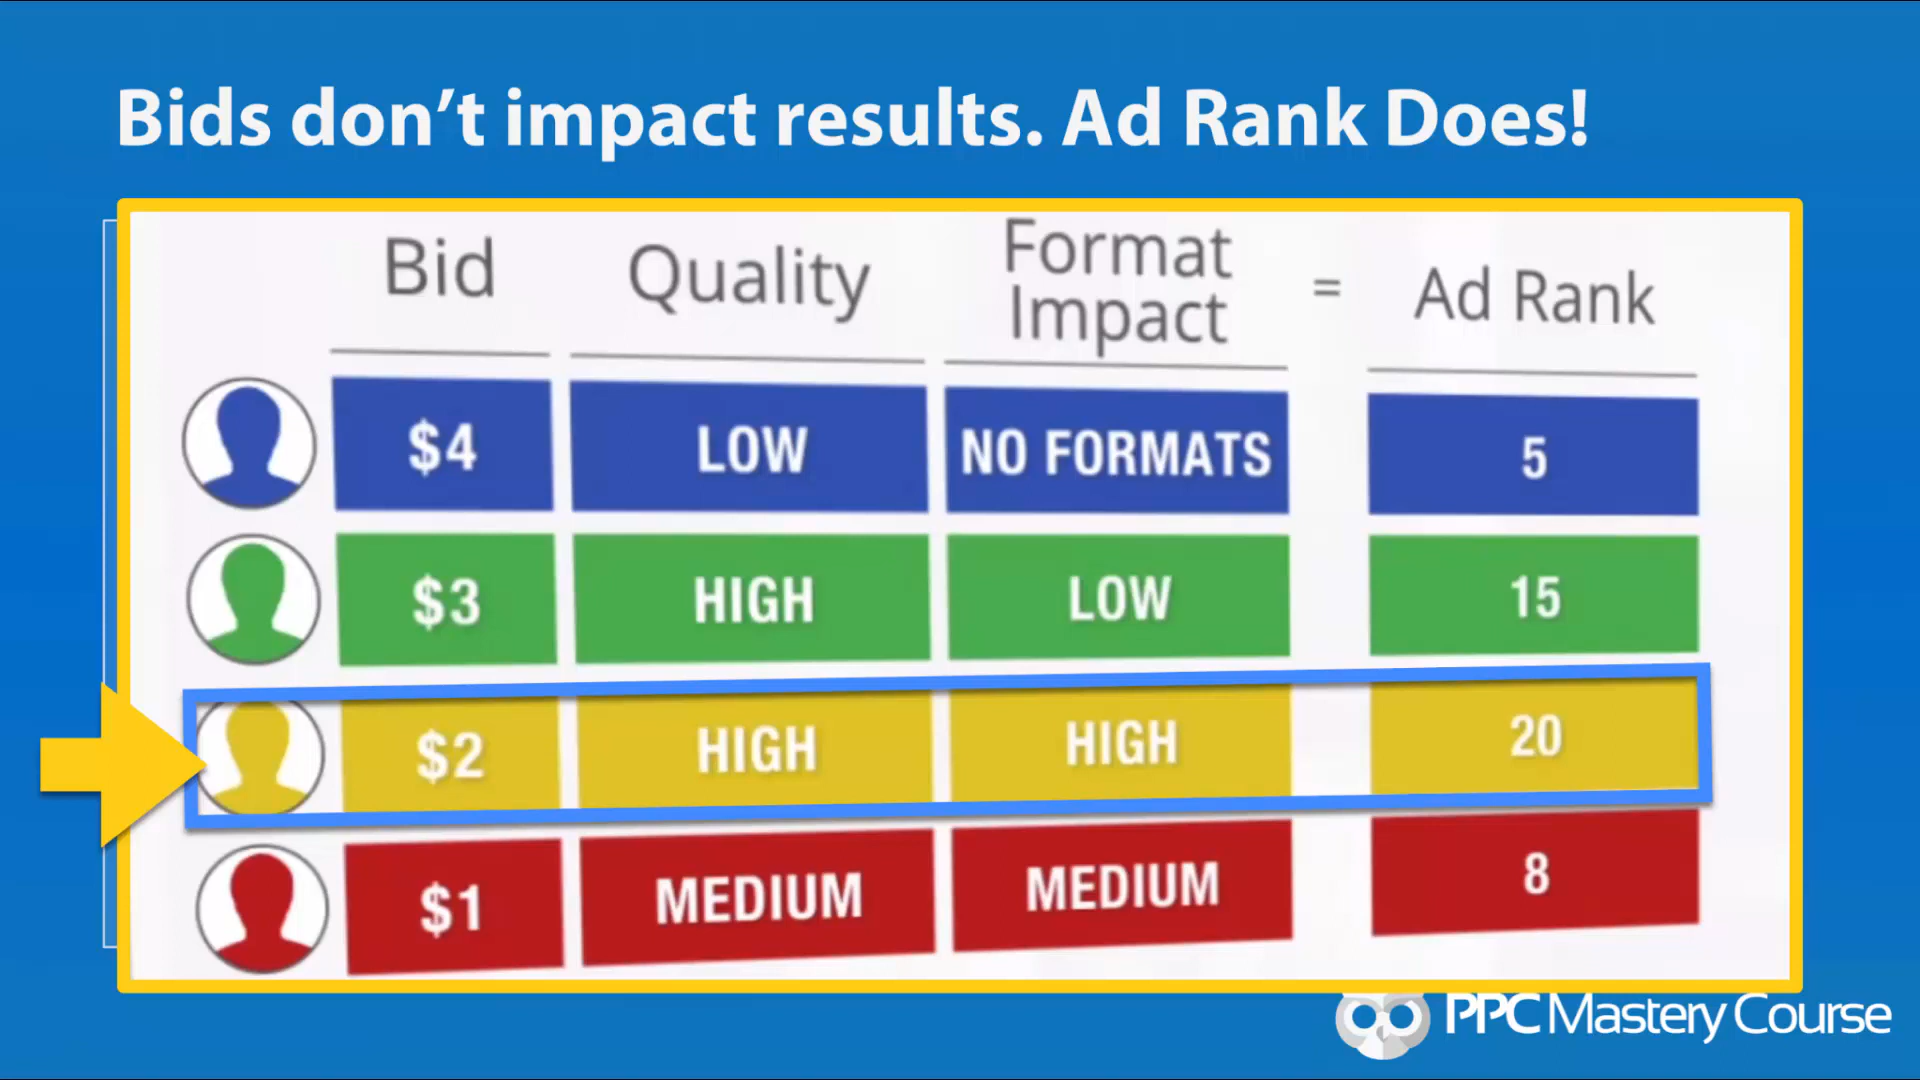 Bids don’t impact results. Ad Rank Does!
Bid Quality Format Impact = Ad Rank
$4 LOW NO FORMATS 5
$3 HIGH LOW 15
$2 HIGH HIGH 20
$1 MEDIUM MEDIUM 8
PPC Mastery Course